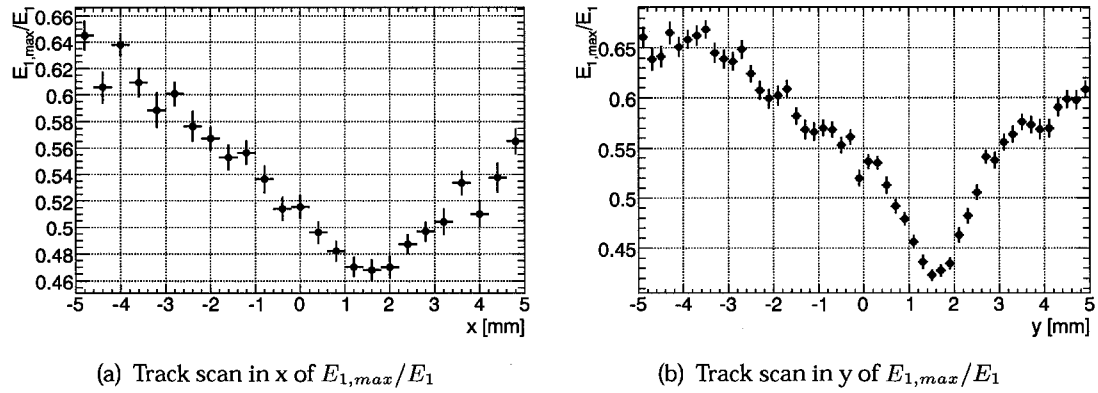 E1,max/E1
0.66
0.64
0.62
0.6
0.58
0.56
0.54
0.52
0.5
0.48
0.46
-5 -4 -3 -2 -1 0 1 2 3 4 5
x [mm]
(a) Track scan in x of E1,max/E1
E1,max/E1
0.65
0.6
0.55
0.5
0.45
-5 -4 -3 -2 -1 0 1 2 3 4 5
y [mm]
(b) Track scan in y of E1,max/E1